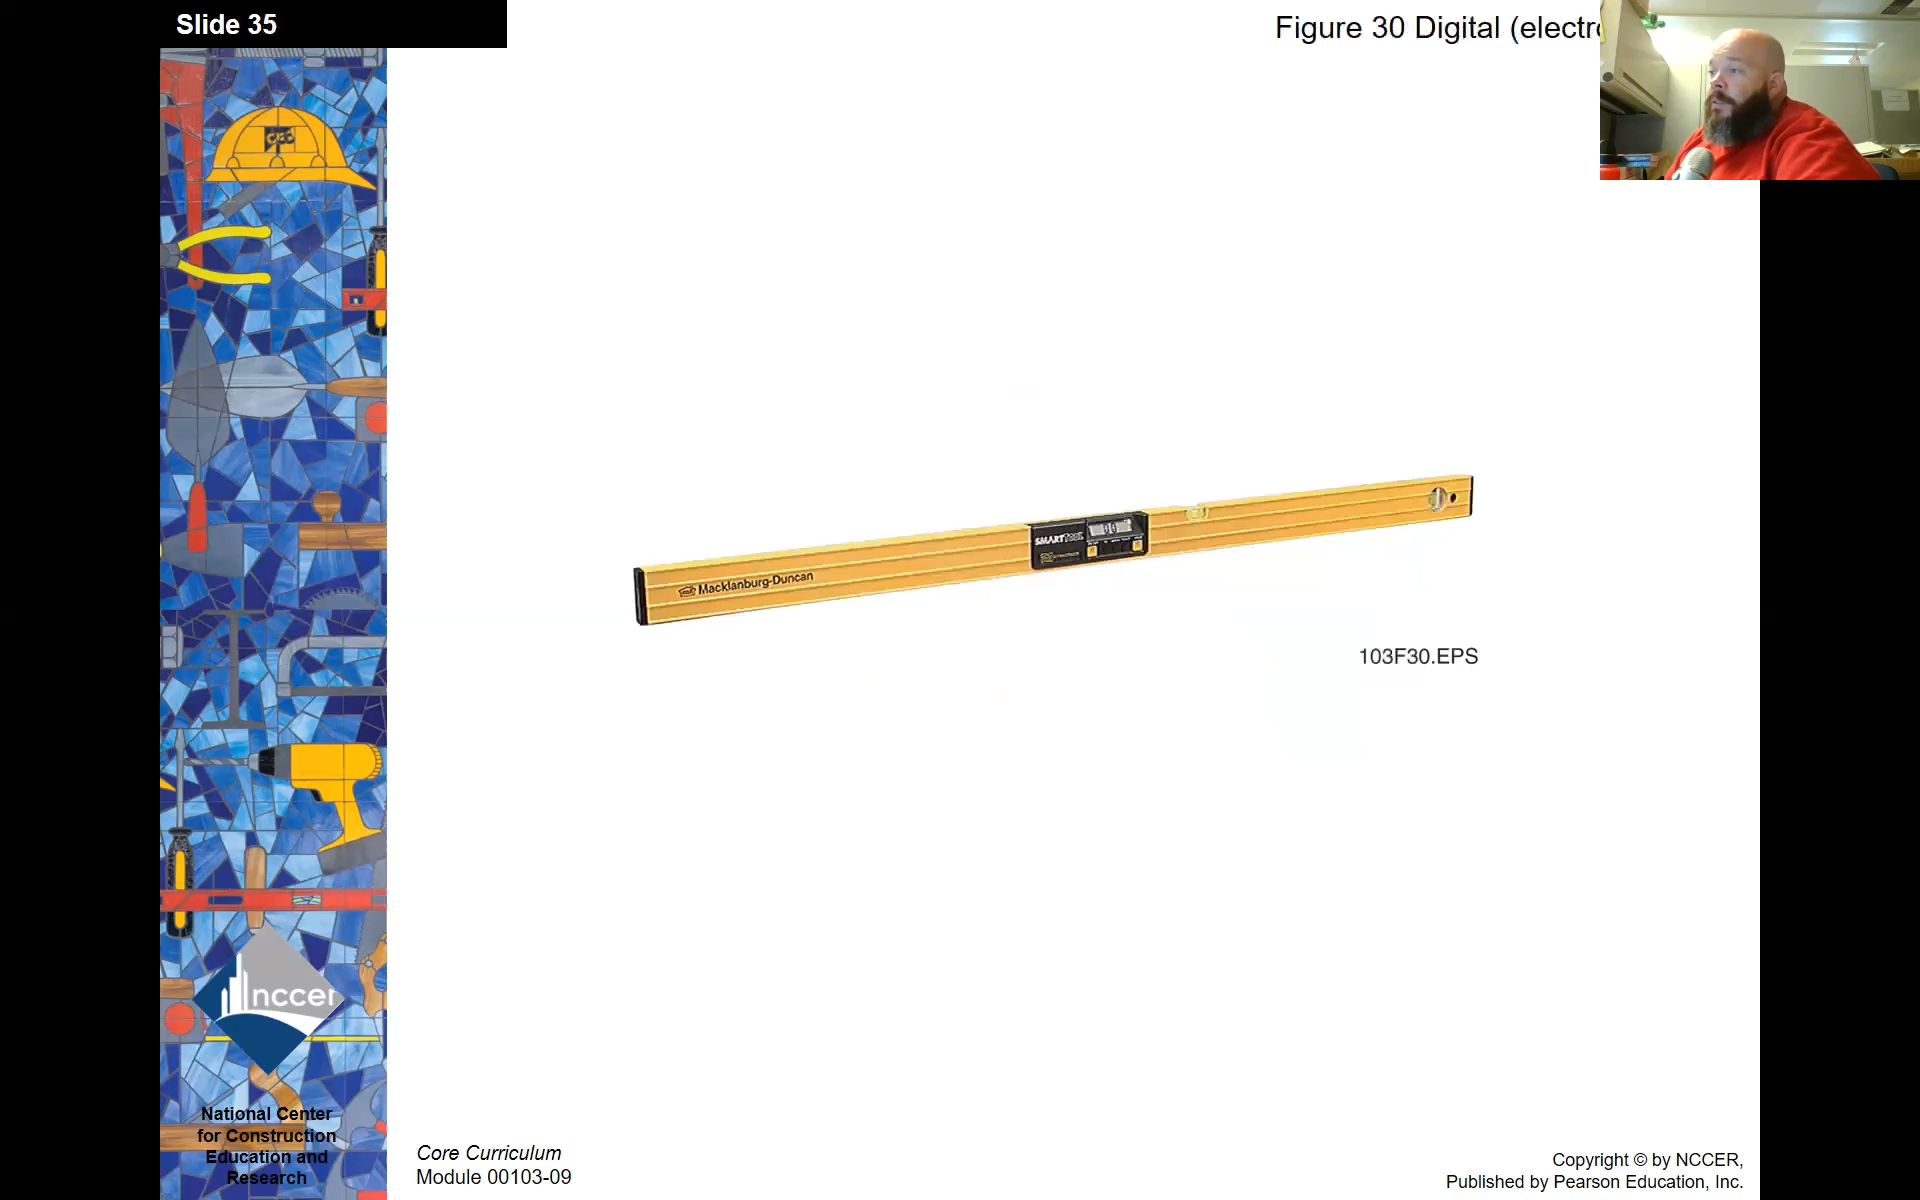 Slide 35
Figure 30 Digital (electr
SMARTTOOL
Macklanburg-Duncan
103F30.EPS
nccer
National Center
for Construction
Education and
Research
Core Curriculum
Module 00103-09
Copyright © by NCCER,
Published by Pearson Education, Inc.